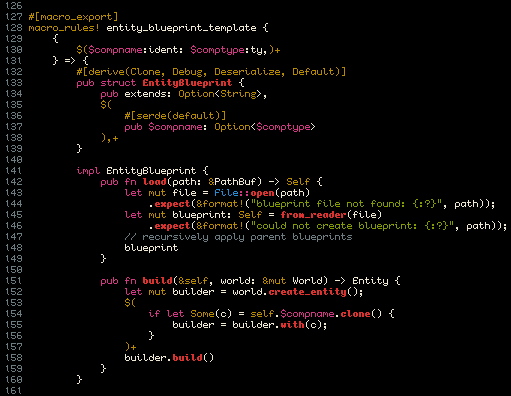 126
127 #[macro_export]
128 macro_rules! entity_blueprint_template {
129     {
130         $($compname:ident: $comptype:ty,)+
131     } => {
132         #[derive(Clone, Debug, Deserialize, Default)]
133         pub struct EntityBlueprint {
134             pub extends: Option<String>,
135             $(
136                 #[serde(default)]
137                 pub $compname: Option<$comptype>
138             ),+
139         }
140
141         impl EntityBlueprint {
142             pub fn load(path: &PathBuf) -> Self {
143                 let mut file = File::open(path)
144                     .expect(&format!("blueprint file not found: {:?}", path));
145                 let mut blueprint: Self = from_reader(file)
146                     .expect(&format!("could not create blueprint: {:?}", path));
147                 // recursively apply parent blueprints
148                 blueprint
149             }
150
151             pub fn build(&self, world: &mut World) -> Entity {
152                 let mut builder = world.create_entity();
153                 $(
154                     if let Some(c) = self.$compname.clone() {
155                         builder = builder.with(c);
156                     }
157                 )+
158                 builder.build()
159             }
160         }
161